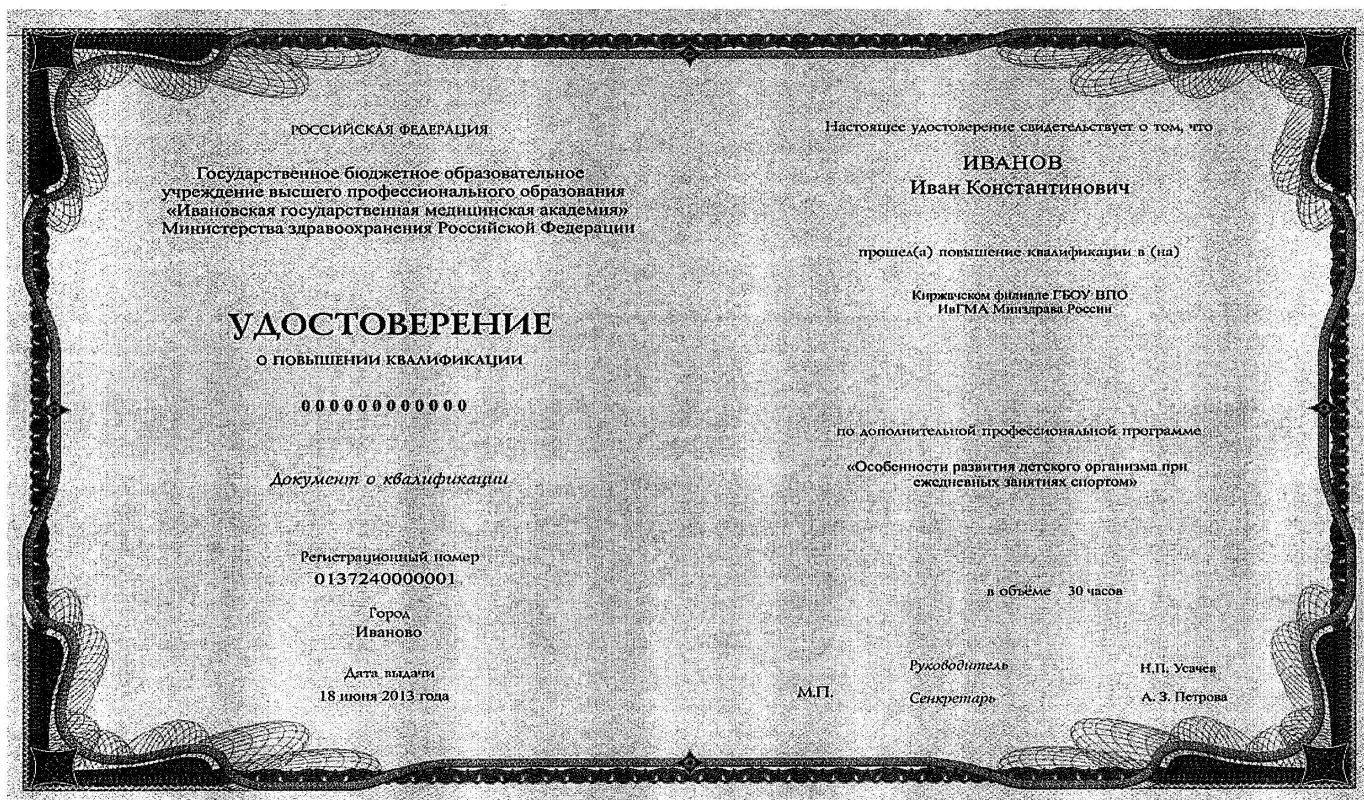 РОССИЙСКАЯ ФЕДЕРАЦИЯ
Государственное бюджетное образовательное
учреждение высшего профессионального образования
«Ивановская государственная медицинская академия»
Министерства здравоохранения Российской Федерации
УДОСТОВЕРЕНИЕ
О ПОВЫШЕНИИ КВАЛИФИКАЦИИ
000000000000
Документ о квалификации
Регистрационный номер
0137240000001
Город
Иваново
Дата выдачи
18 июня 2013 года
Настоящее удостоверение свидетельствует о том, что
ИВАНОВ
Иван Константинович
прошел(а) повышение квалификации в (на)
Киржачском филиале ГБОУ ВПО
ИвГМА Минздрава России
по дополнительной профессиональной программе
«Особенности развития детского организма при
ежедневных занятиях спортом»
в объёме 30 часов
Руководитель Н.П. Усачев
М.П.
Сенкретарь А. З. Петрова